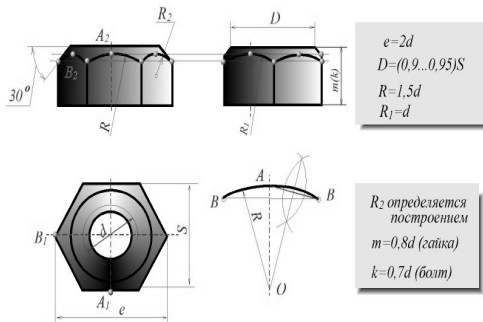 A₂
R₂
D
B₂
30°
R
R₁
m(k)
e=2d
D=(0,9...0,95)S
R=1,5d
R₁=d
B₁
d
S
A₁
e
A
B
B
R
O
R₂ определяется
построением
m=0,8d (гайка)
k=0,7d (болт)